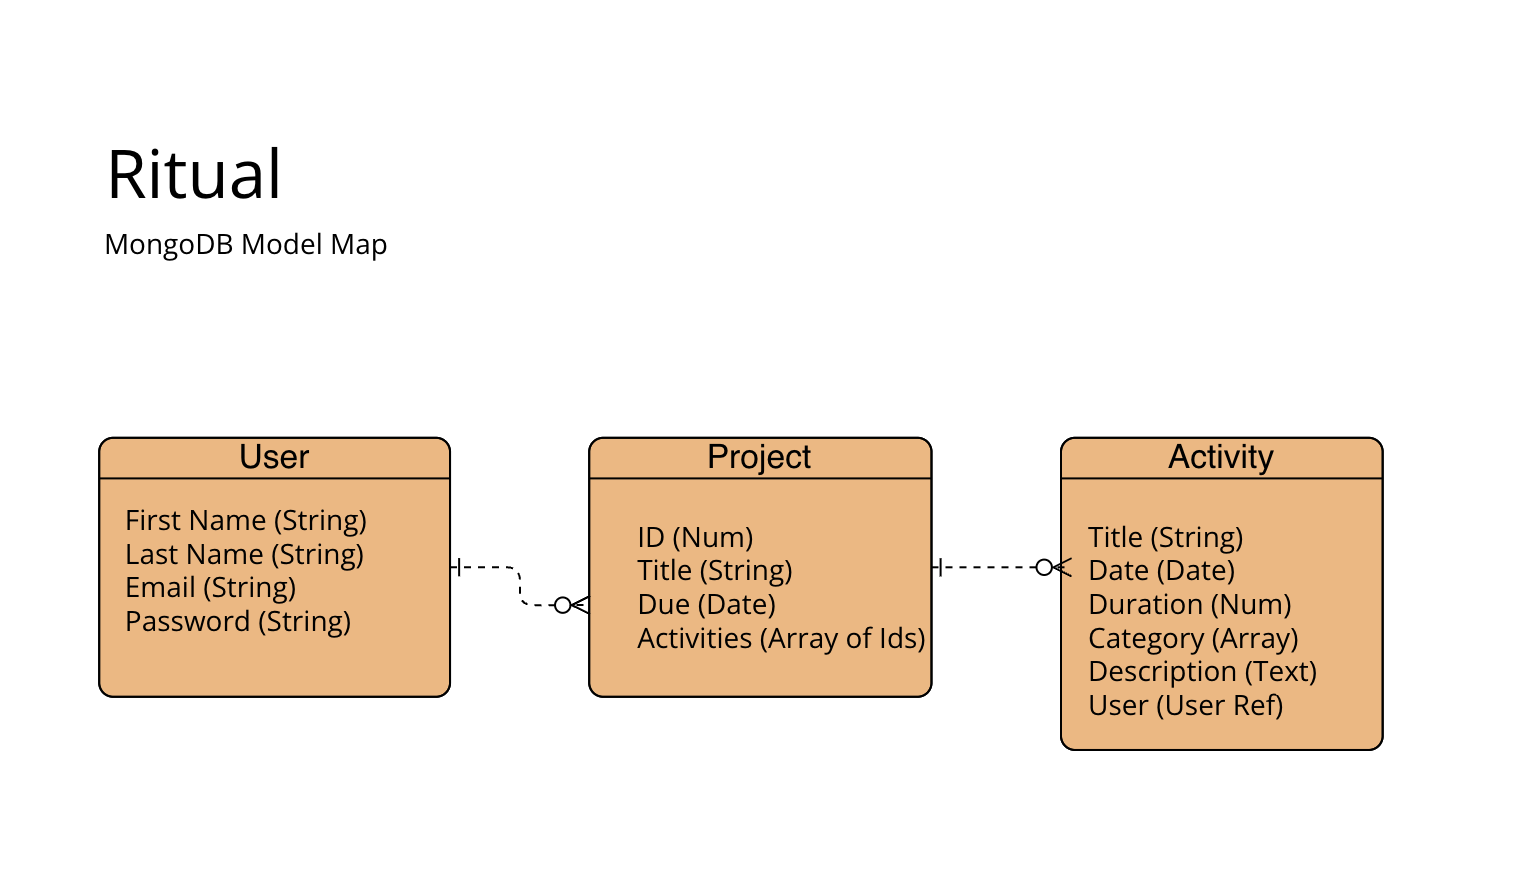 Ritual
MongoDB Model Map
User
First Name (String)
Last Name (String)
Email (String)
Password (String)
Project
ID (Num)
Title (String)
Due (Date)
Activities (Array of Ids)
Activity
Title (String)
Date (Date)
Duration (Num)
Category (Array)
Description (Text)
User (User Ref)